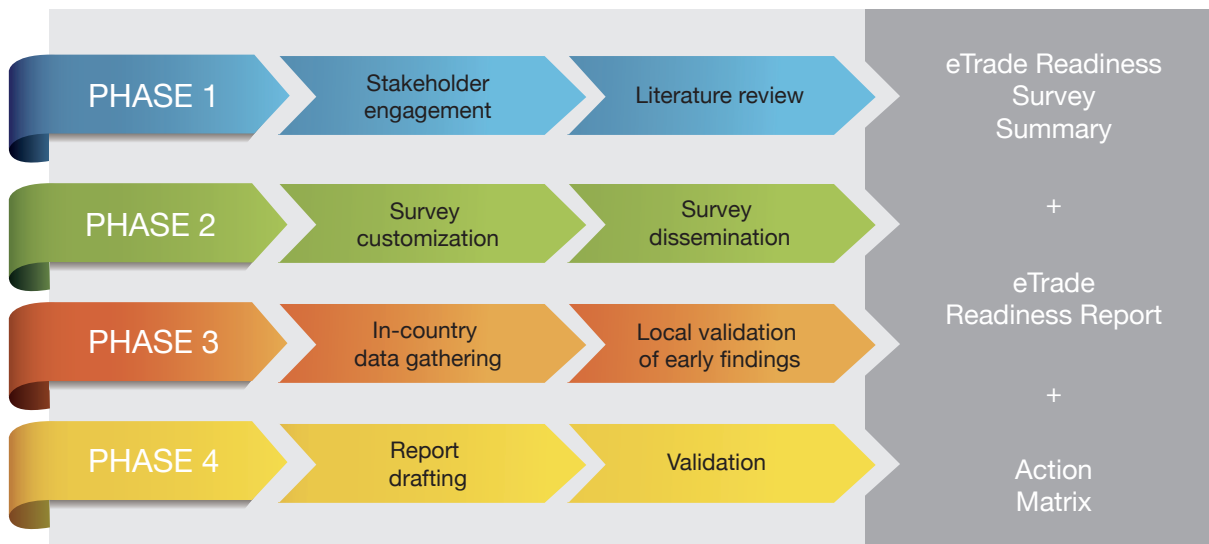 PHASE 1
Stakeholder
engagement
Literature review
PHASE 2
Survey
customization
Survey
dissemination
PHASE 3
In-country
data gathering
Local validation
of early findings
PHASE 4
Report
drafting
Validation
eTrade Readiness
Survey
Summary
+
eTrade
Readiness Report
+
Action
Matrix